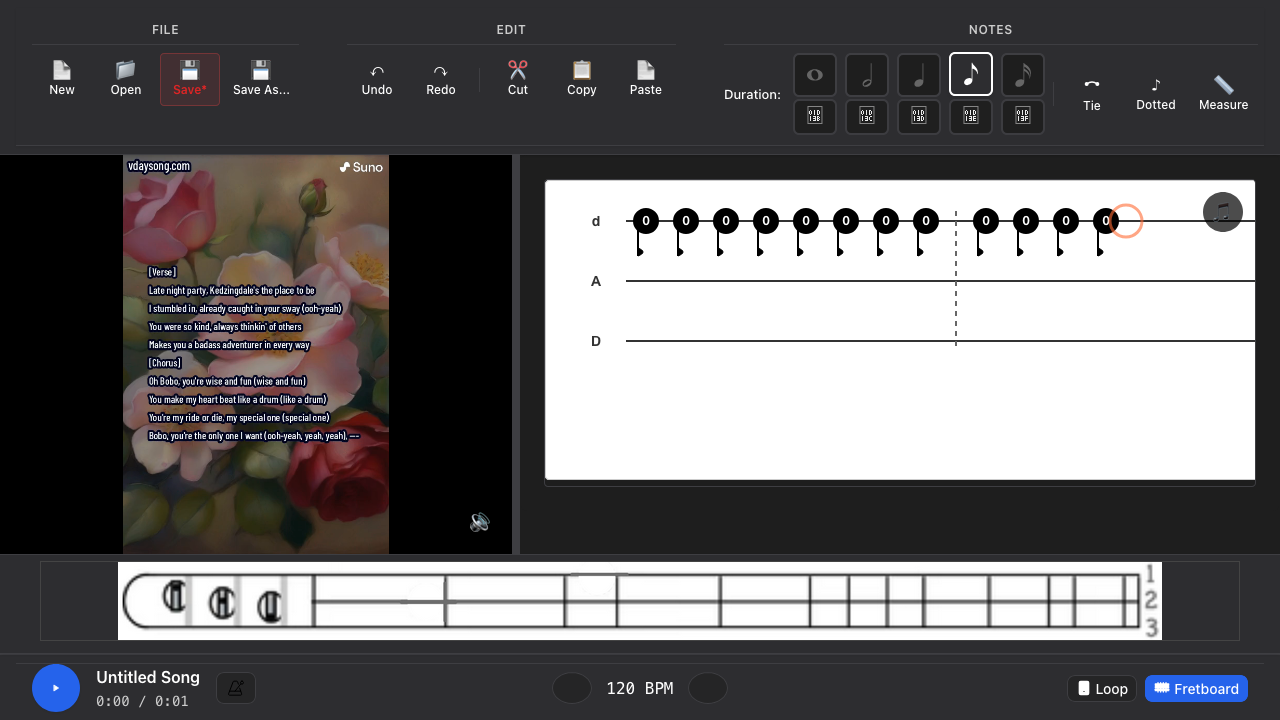 FILE
EDIT
NOTES
New
Open
Save*
Save As...
Undo
Redo
Cut
Copy
Paste
Duration:
Tie
Dotted
Measure
vdaysong.com
Suno
[Verse]
Late night party, Kedzingdale's the place to be
I stumbled in, already caught in your sway (ooh-yeah)
You were so kind, always thinkin' of others
Makes you a badass adventurer in every way
[Chorus]
Oh Bobo, you're wise and fun (wise and fun)
You make my heart beat like a drum (like a drum)
You're my ride or die, my special one (special one)
Bobo, you're the only one I want (ooh-yeah, yeah, yeah), ---
d 0 0 0 0 0 0 0 0 0 0 0 0
A
D
1
2
3
Untitled Song
0:00 / 0:01
120 BPM
Loop
Fretboard